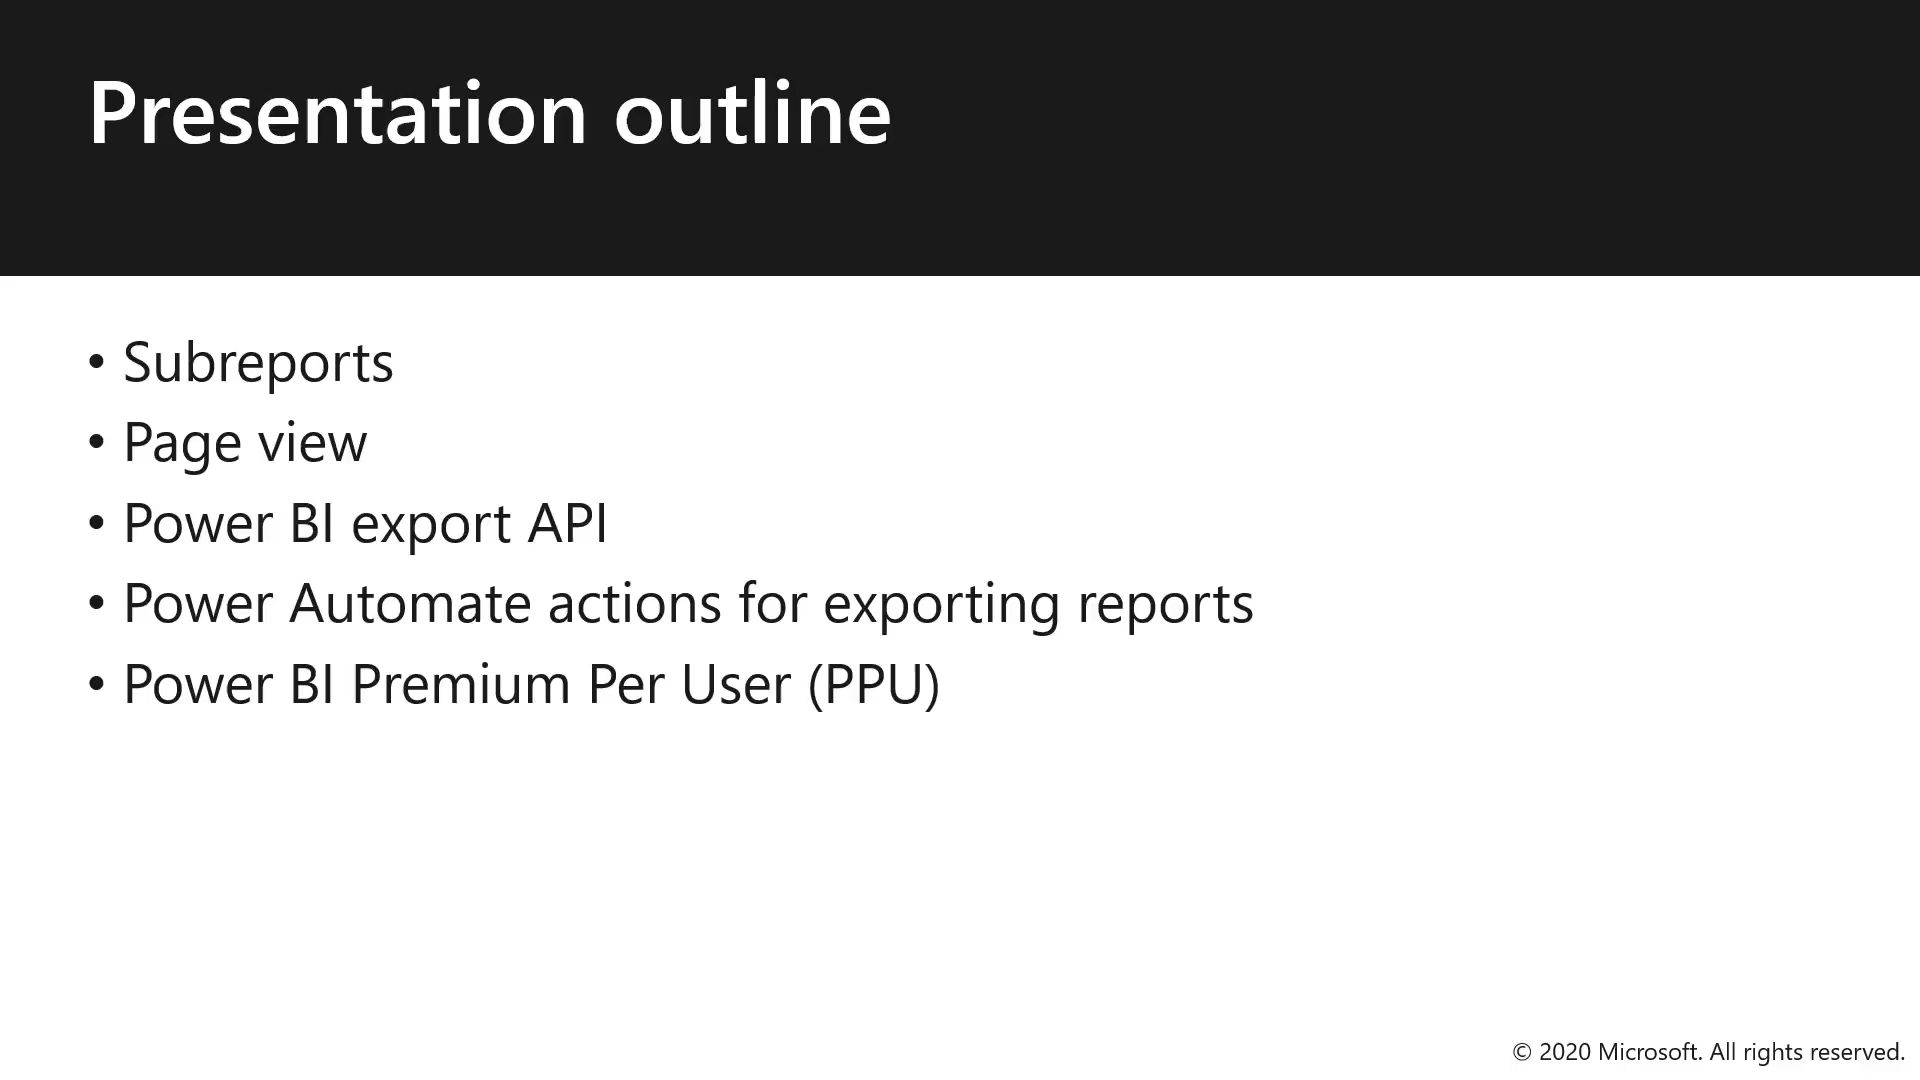 Presentation outline
• Subreports
• Page view
• Power BI export API
• Power Automate actions for exporting reports
• Power BI Premium Per User (PPU)
© 2020 Microsoft. All rights reserved.